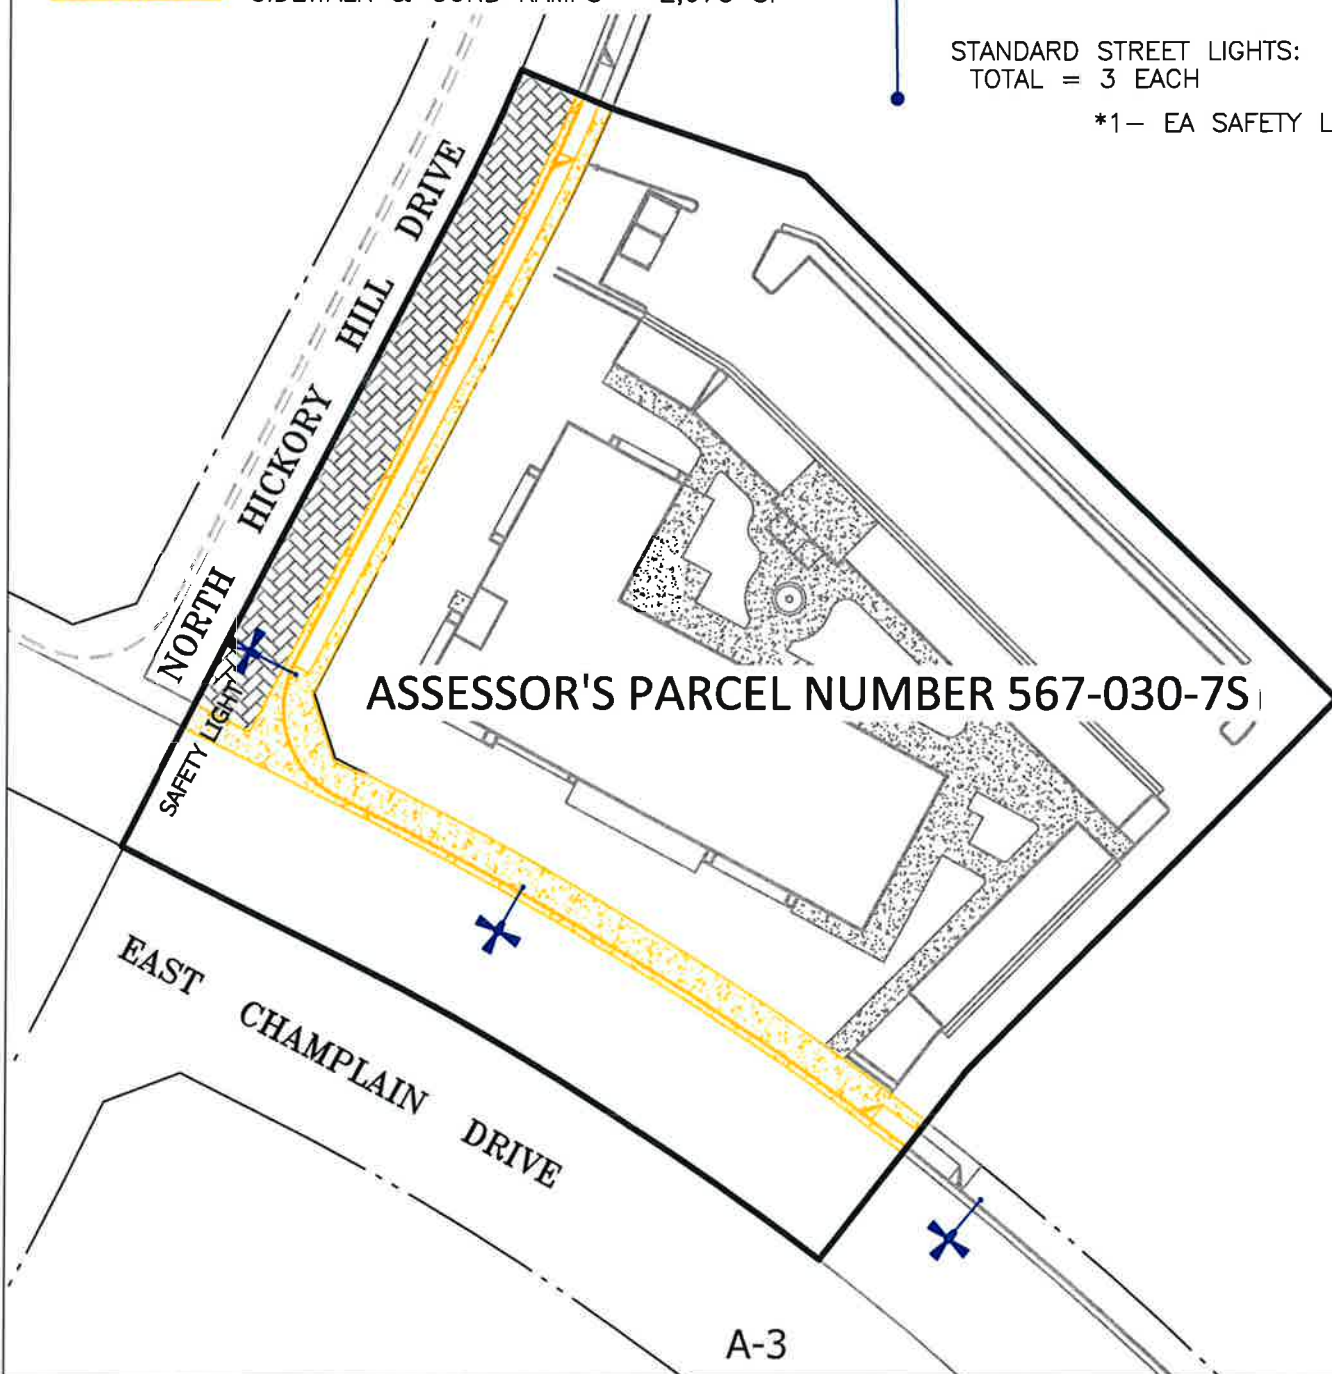 STANDARD STREET LIGHTS:
TOTAL = 3 EACH
*1- EA SAFETY L
NORTH HICKORY HILL DRIVE
SAFETY LIGHT
ASSESSOR'S PARCEL NUMBER 567-030-7S
EAST CHAMPLAIN DRIVE
A-3